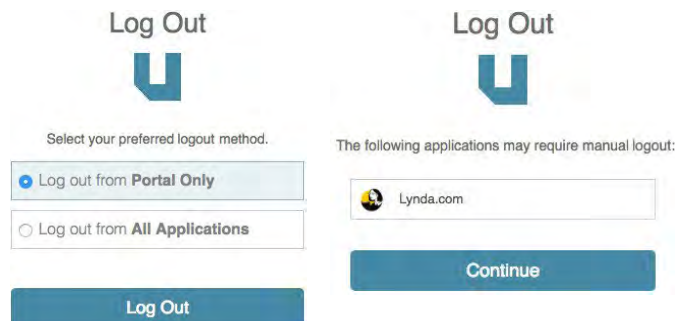 Log Out
Select your preferred logout method.
Log out from Portal Only
Log out from All Applications
Log Out
Log Out
The following applications may require manual logout:
Lynda.com
Continue